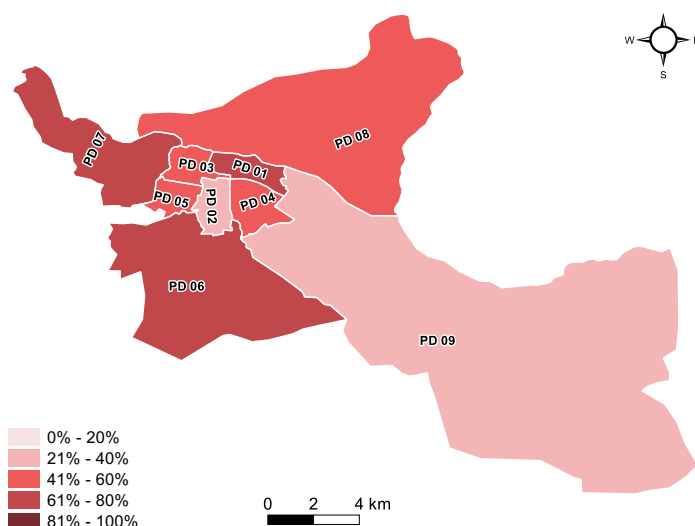 W
S
PD 08
PD 07
PD 03
PD 01
PD 05
PD 02
PD 04
PD 06
PD 09
0% - 20%
21% - 40%
41% - 60%
61% - 80%
81% - 100%
0 2 4 km